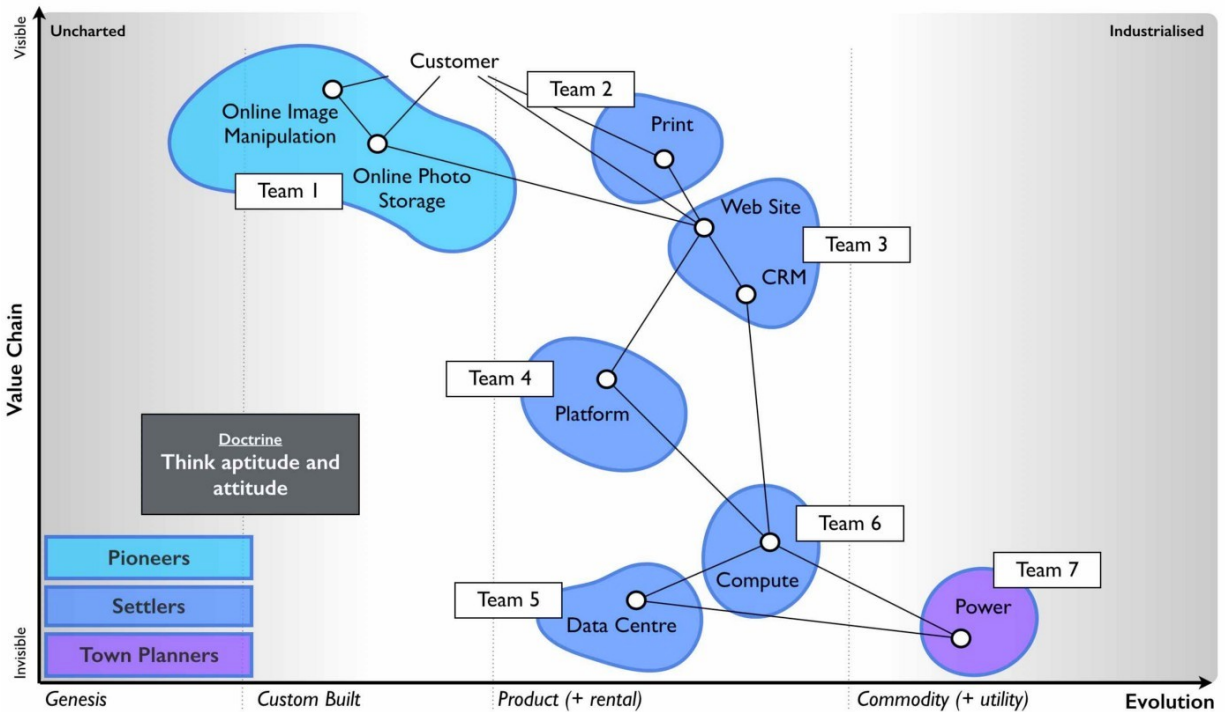 Visible
Uncharted
Industrialised
Customer
Team 2
Online Image
Manipulation
Print
Team 1
Online Photo
Storage
Web Site
Team 3
CRM
Value Chain
Team 4
Platform
Doctrine
Think aptitude and
attitude
Team 6
Pioneers
Compute
Team 7
Settlers
Team 5
Data Centre
Power
Town Planners
Invisible
Genesis
Custom Built
Product (+ rental)
Commodity (+ utility)
Evolution